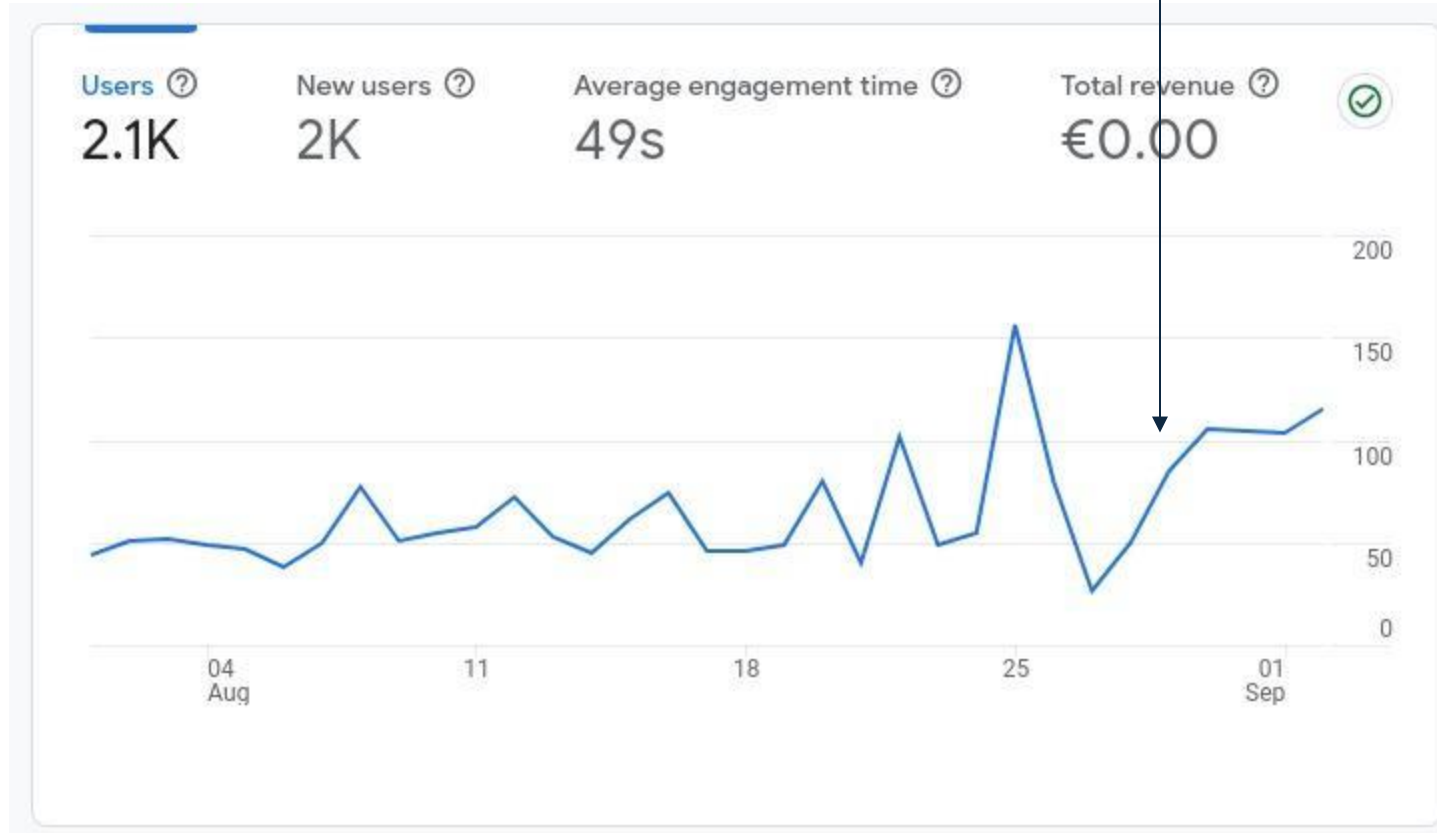 Users New users Average engagement time Total revenue
2.1K 2K 49s €0.00
200
150
100
50
0
04 11 18 25 01
Aug Sep